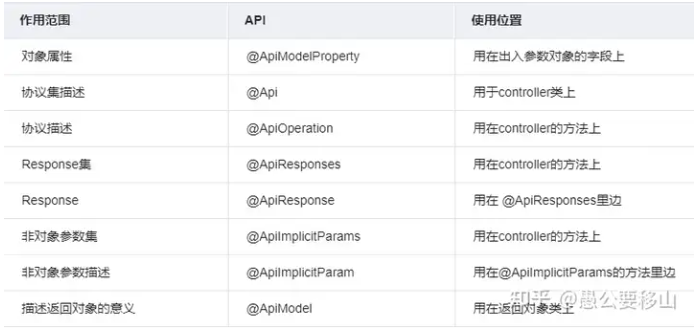 作用范围 API 使用位置
对象属性 @ApiModelProperty 用在出入参数对象的字段上
协议集描述 @Api 用于controller类上
协议描述 @ApiOperation 用在controller的方法上
Response集 @ApiResponses 用在controller的方法上
Response @ApiResponse 用在 @ApiResponses里边
非对象参数集 @ApiImplicitParams 用在controller的方法上
非对象参数描述 @ApiImplicitParam 用在@ApiImplicitParams的方法里边
描述返回对象的意义 @ApiModel 用在返回对象类上
知乎 @愚公要移山